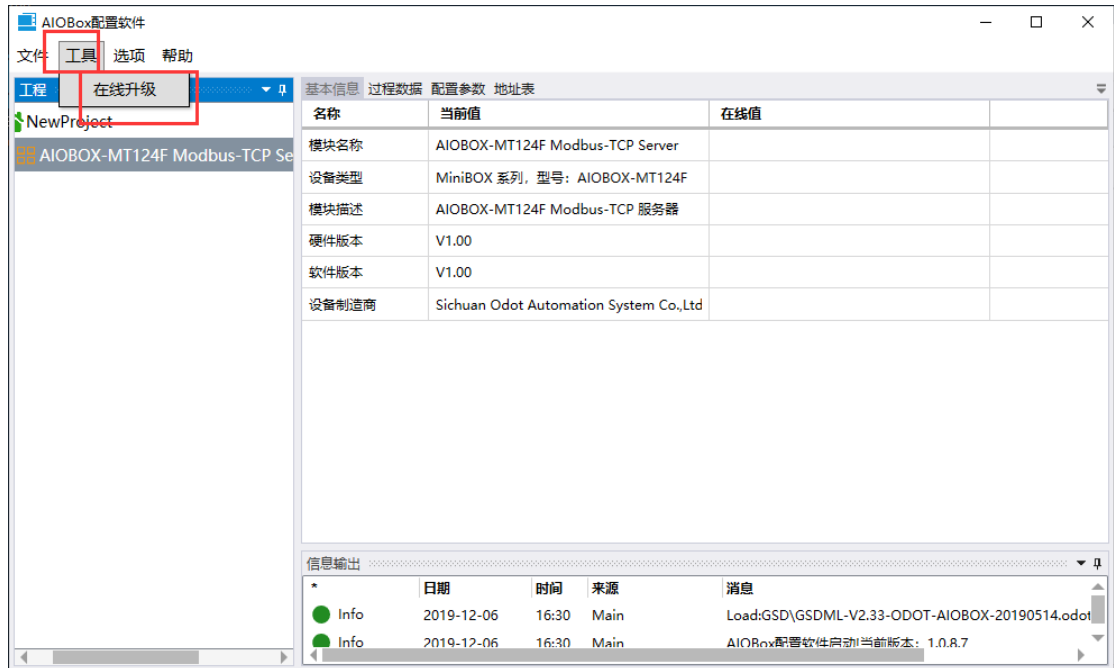 AIOBox配置软件
文件 工具 选项 帮助
在线升级
工程
NewProject
AIOBOX-MT124F Modbus-TCP Se
基本信息 过程数据 配置参数 地址表
名称 当前值 在线值
模块名称 AIOBOX-MT124F Modbus-TCP Server
设备类型 MiniBOX 系列，型号：AIOBOX-MT124F
模块描述 AIOBOX-MT124F Modbus-TCP 服务器
硬件版本 V1.00
软件版本 V1.00
设备制造商 Sichuan Odot Automation System Co.,Ltd
信息输出
* 日期 时间 来源 消息
Info 2019-12-06 16:30 Main Load:GSD\GSDML-V2.33-ODOT-AIOBOX-20190514.odot
Info 2019-12-06 16:30 Main AIOBox配置软件启动!当前版本：1.0.8.7